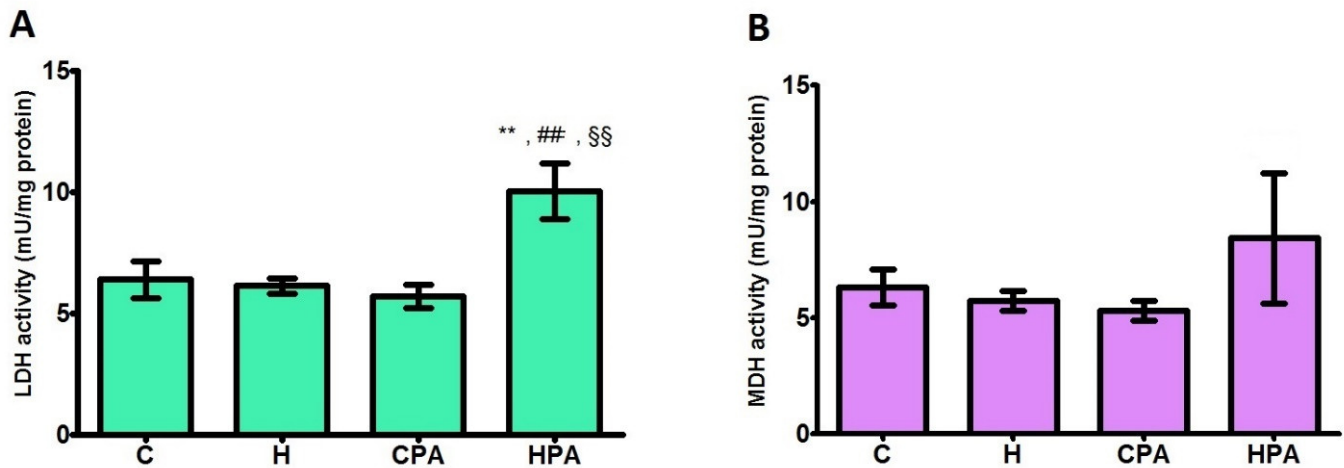 A
LDH activity (mU/mg protein)
15
10
5
0
** , ## , §§
C H CPA HPA
B
MDH activity (mU/mg protein)
15
10
5
0
C H CPA HPA